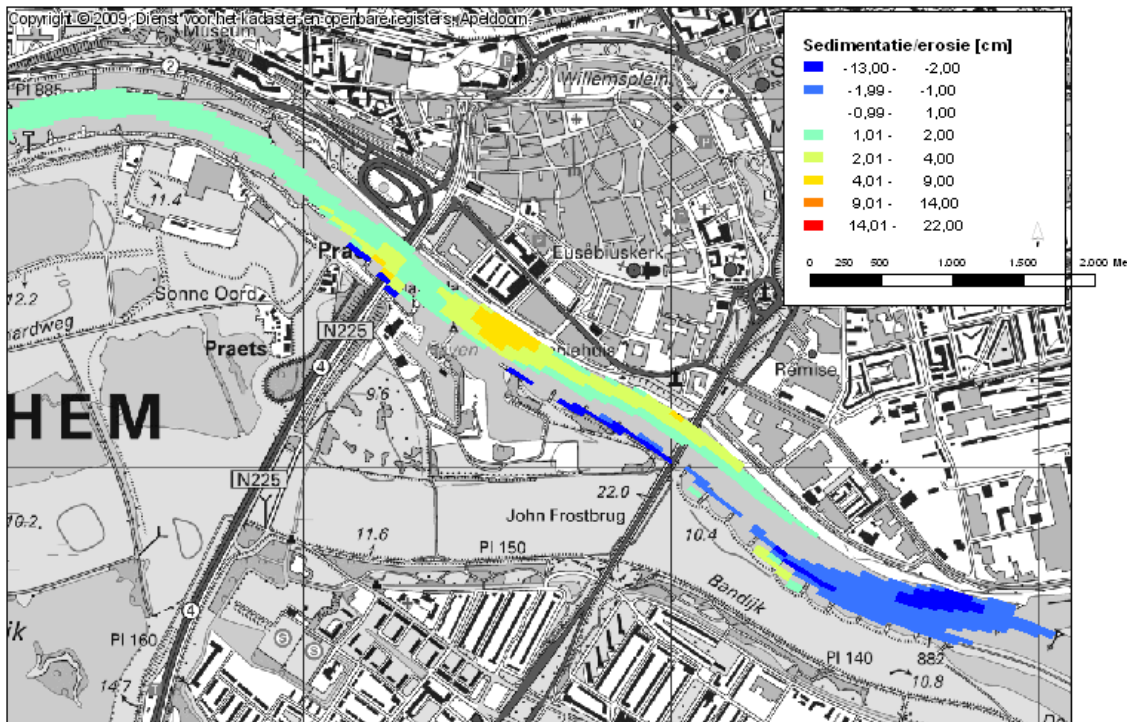 Copyright © 2009, Dienst voor het kadaster en openbare registers, Apeldoorn.
Museum
2
PI 885
Willemsplein
Sedimentatie/erosie [cm]
-13,00 - -2,00
-1,99 - -1,00
-0,99 - 1,00
1,01 - 2,00
2,01 - 4,00
4,01 - 9,00
9,01 - 14,00
14,01 - 22,00
0 250 500 1.000 1.500 2.000 Me
11.4
Eusebiuskerk
12.2
Sonne Oord
N225
Praets
Remise
4
9.6
HEM
N225
22.0
John Frostbrug
10.2
11.6
PI 150
10.4
Bandijk
4
PI 160
S
S
PI 140
882
10.8
14.7